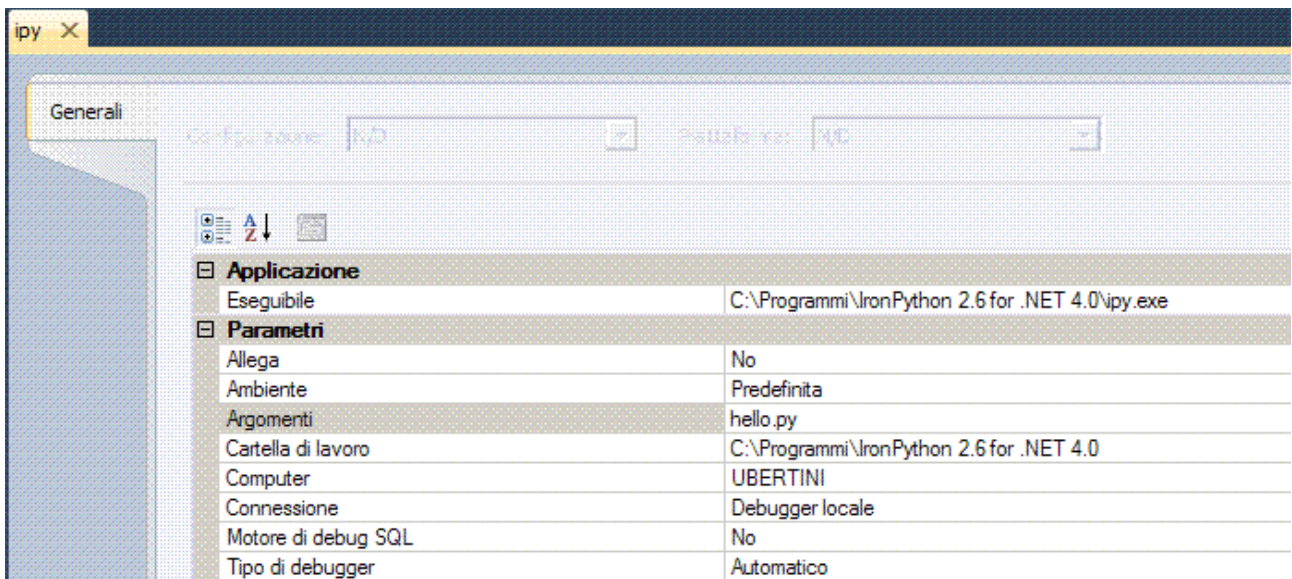 ipy
Generali
Configurazione: N/D Piattaforma: N/D
Applicazione
Eseguibile C:\Programmi\IronPython 2.6 for .NET 4.0\ipy.exe
Parametri
Allega No
Ambiente Predefinita
Argomenti hello.py
Cartella di lavoro C:\Programmi\IronPython 2.6 for .NET 4.0
Computer UBERTINI
Connessione Debugger locale
Motore di debug SQL No
Tipo di debugger Automatico